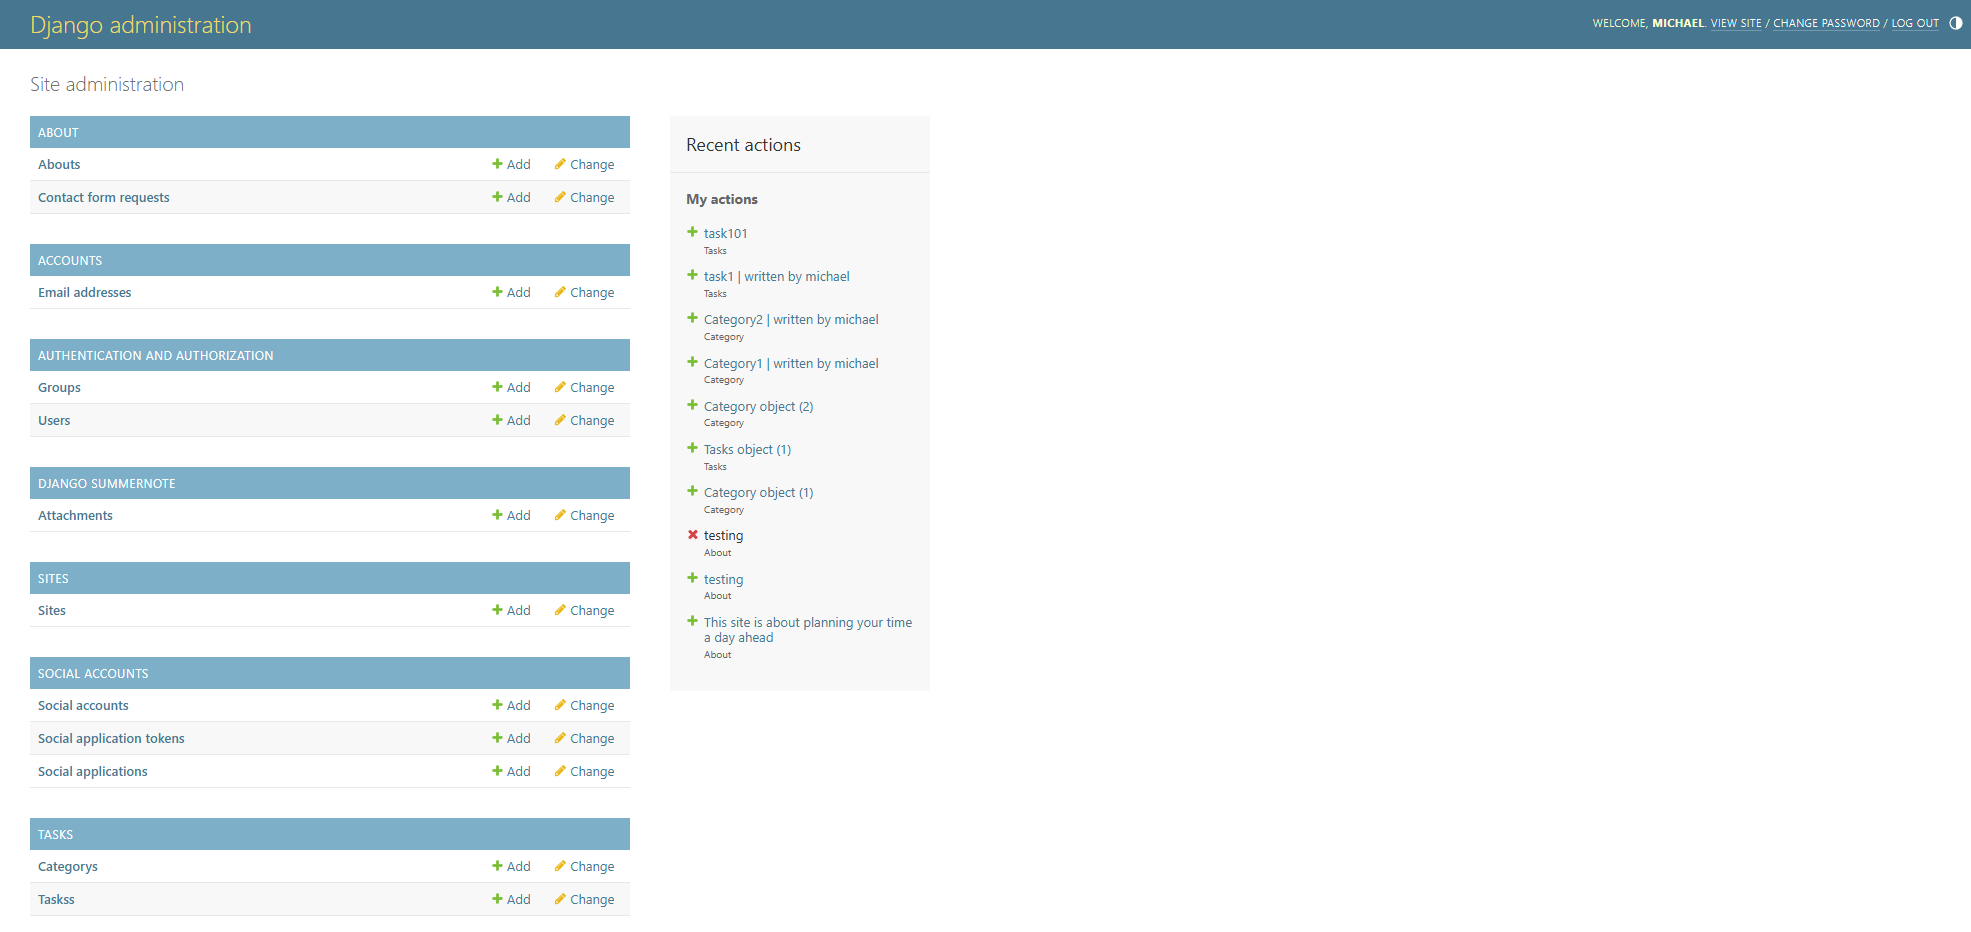 Django administration
WELCOME, MICHAEL. VIEW SITE / CHANGE PASSWORD / LOG OUT
Site administration
ABOUT
Abouts Add Change
Contact form requests Add Change
ACCOUNTS
Email addresses Add Change
AUTHENTICATION AND AUTHORIZATION
Groups Add Change
Users Add Change
DJANGO SUMMERNOTE
Attachments Add Change
SITES
Sites Add Change
SOCIAL ACCOUNTS
Social accounts Add Change
Social application tokens Add Change
Social applications Add Change
TASKS
Categorys Add Change
Taskss Add Change
Recent actions
My actions
task101
Tasks
task1 | written by michael
Tasks
Category2 | written by michael
Category
Category1 | written by michael
Category
Category object (2)
Category
Tasks object (1)
Tasks
Category object (1)
Category
testing
About
testing
About
This site is about planning your time
a day ahead
About